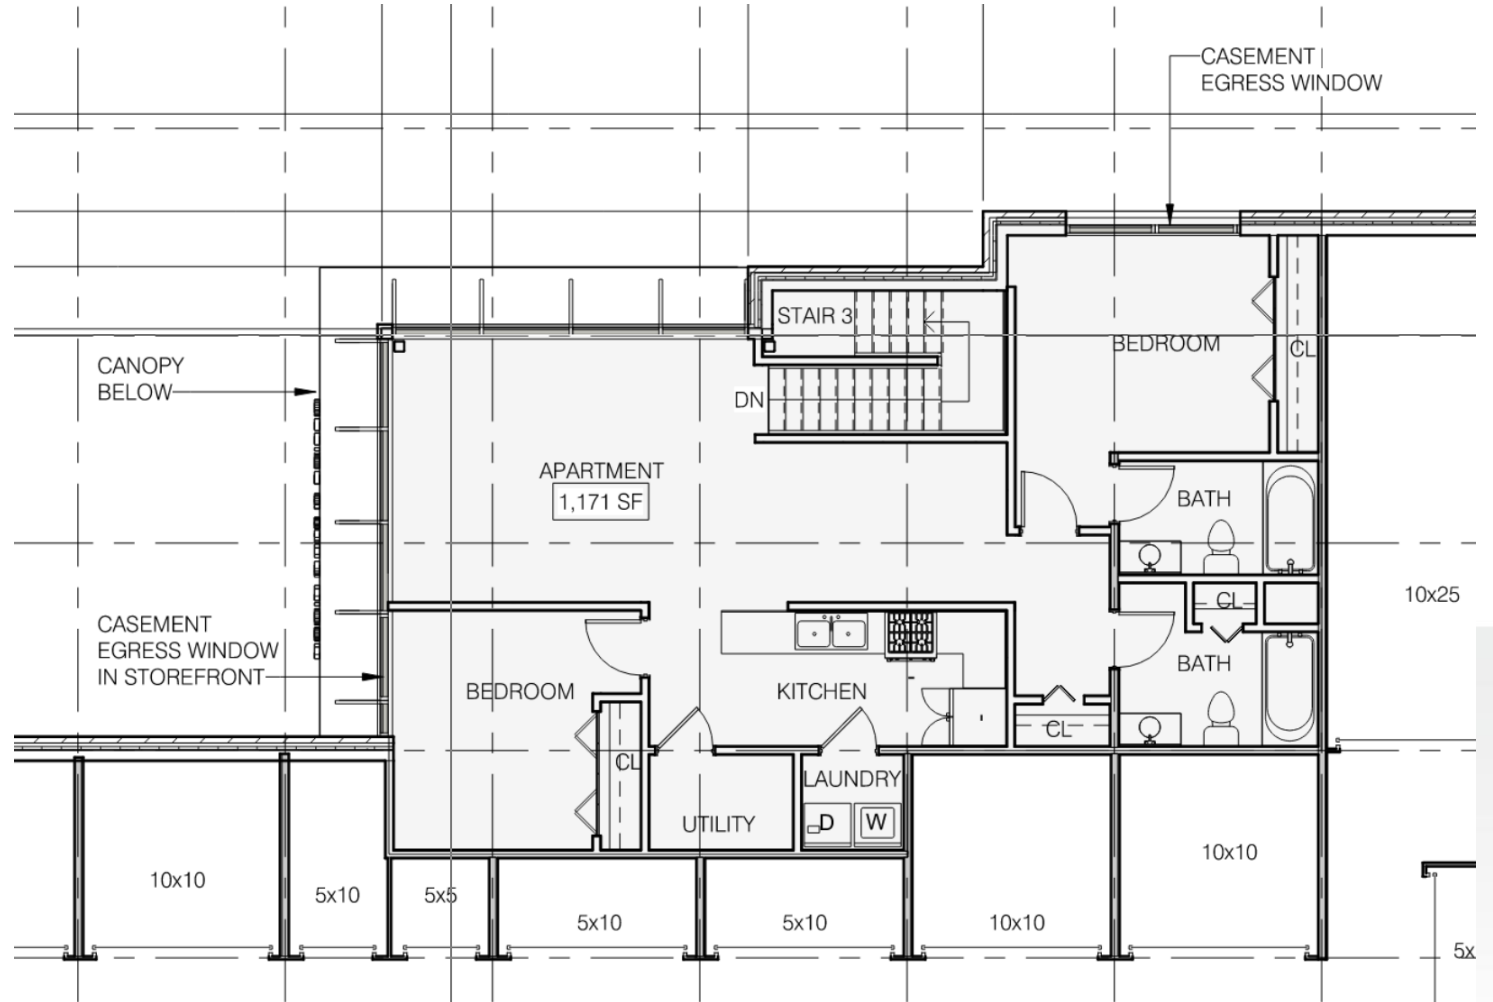 CASEMENT
EGRESS WINDOW
STAIR 3
BEDROOM
CL
CANOPY
BELOW
DN
APARTMENT
1,171 SF
BATH
CL
10x25
CASEMENT
EGRESS WINDOW
IN STOREFRONT
BEDROOM
KITCHEN
BATH
CL
CL
LAUNDRY
UTILITY
D
W
10x10
5x10
5x5
5x10
5x10
10x10
10x10
5x